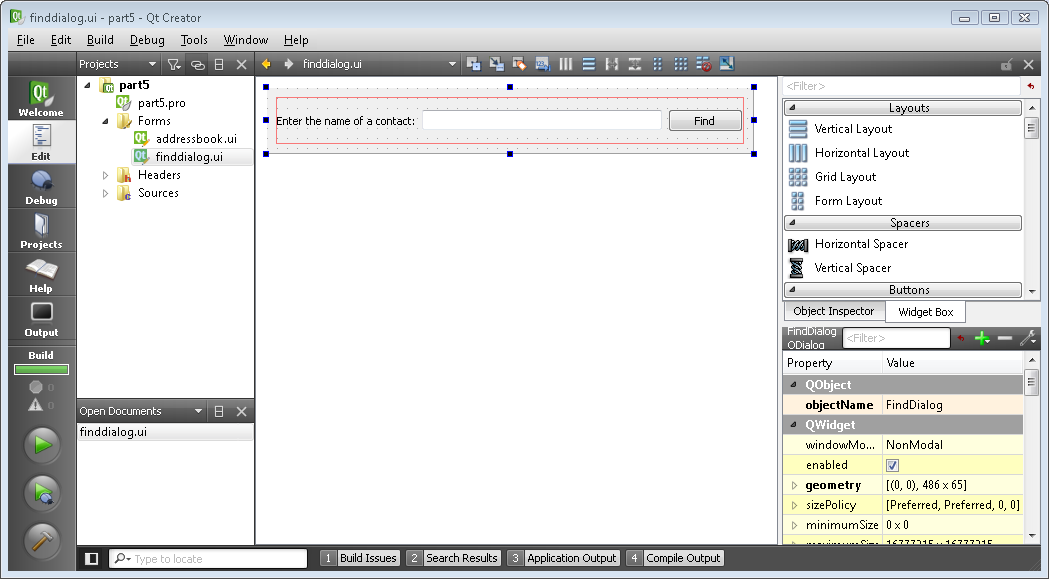 finddialog.ui - part5 - Qt Creator
File Edit Build Debug Tools Window Help
Projects
finddialog.ui
Welcome
Edit
Debug
Projects
Help
Output
Build
0
0
part5
part5.pro
Forms
addressbook.ui
finddialog.ui
Headers
Sources
Open Documents
finddialog.ui
Enter the name of a contact: Find
<Filter>
Layouts
Vertical Layout
Horizontal Layout
Grid Layout
Form Layout
Spacers
Horizontal Spacer
Vertical Spacer
Buttons
Object Inspector Widget Box
FindDialog
QDialog
<Filter>
Property Value
QObject
objectName FindDialog
QWidget
windowMo... NonModal
enabled
geometry [(0, 0), 486 x 65]
sizePolicy [Preferred, Preferred, 0, 0]
minimumSize 0 x 0
maximumSize 16777215 x 16777215
Type to locate
1 Build Issues 2 Search Results 3 Application Output 4 Compile Output